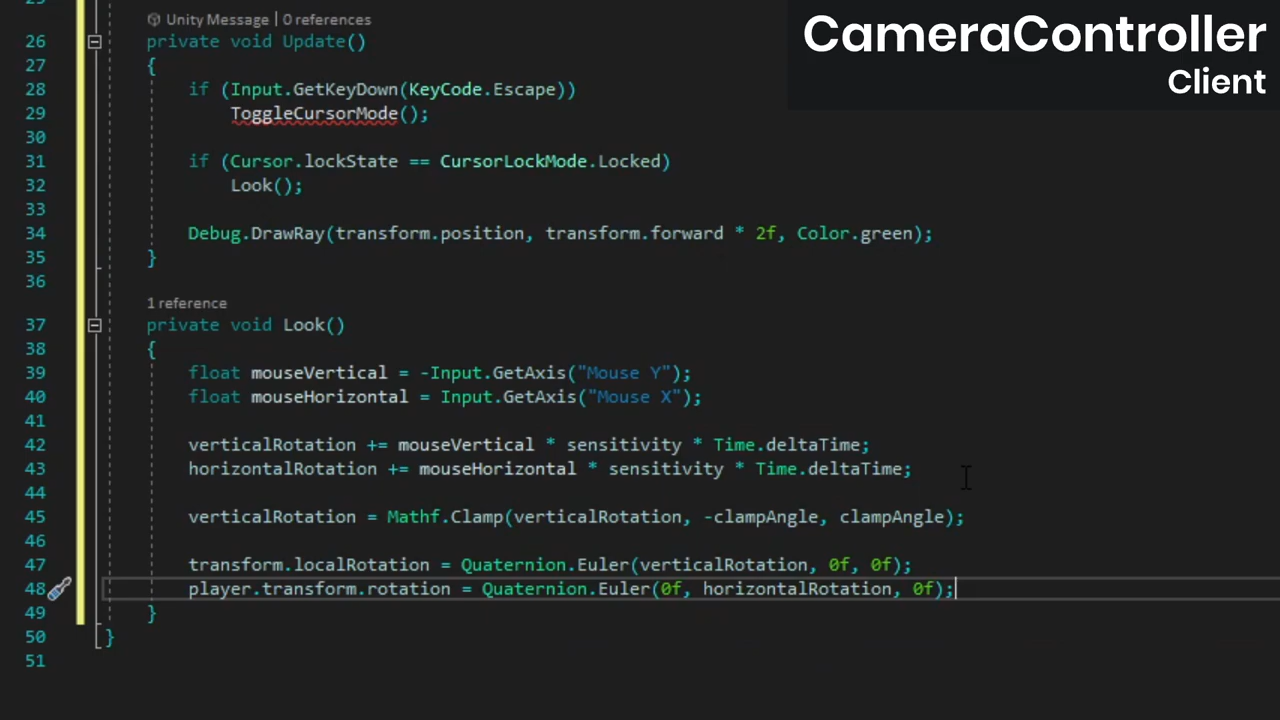 CameraController
Client
25
Unity Message | 0 references
26 private void Update()
27 {
28 if (Input.GetKeyDown(KeyCode.Escape))
29 ToggleCursorMode();
30
31 if (Cursor.lockState == CursorLockMode.Locked)
32 Look();
33
34 Debug.DrawRay(transform.position, transform.forward * 2f, Color.green);
35 }
36
1 reference
37 private void Look()
38 {
39 float mouseVertical = -Input.GetAxis("Mouse Y");
40 float mouseHorizontal = Input.GetAxis("Mouse X");
41
42 verticalRotation += mouseVertical * sensitivity * Time.deltaTime;
43 horizontalRotation += mouseHorizontal * sensitivity * Time.deltaTime;
44
45 verticalRotation = Mathf.Clamp(verticalRotation, -clampAngle, clampAngle);
46
47 transform.localRotation = Quaternion.Euler(verticalRotation, 0f, 0f);
48 player.transform.rotation = Quaternion.Euler(0f, horizontalRotation, 0f);
49 }
50 }
51